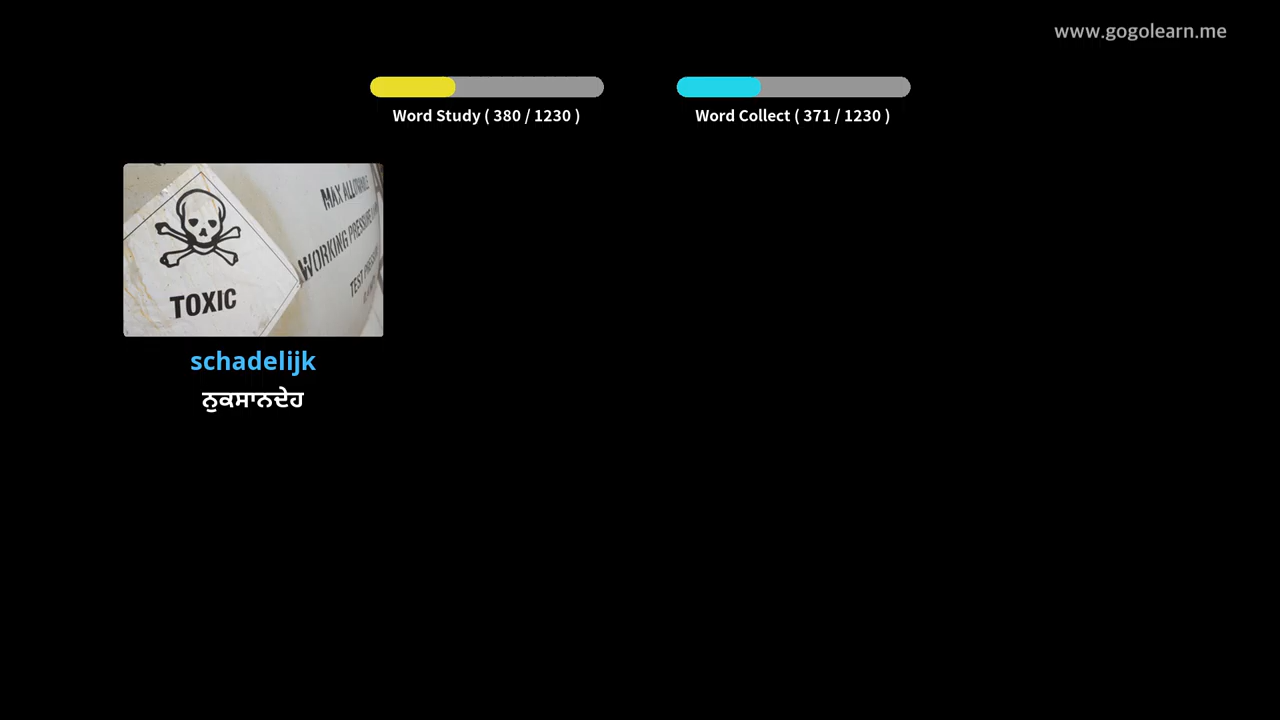 www.gogolearn.me
Word Study ( 380 / 1230 )
Word Collect ( 371 / 1230 )
MAX ALLOWABLE
WORKING PRESSURE
TEST
TOXIC
schadelijk
ਨੁਕਸਾਨਦੇਹ